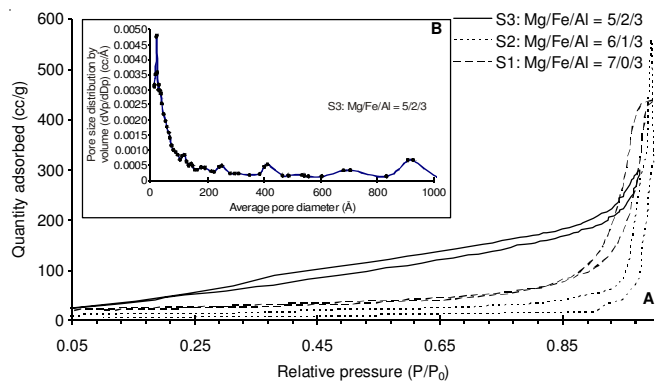 S3: Mg/Fe/Al = 5/2/3
S2: Mg/Fe/Al = 6/1/3
S1: Mg/Fe/Al = 7/0/3
Quantity adsorbed (cc/g)
600
500
400
300
200
100
0
0.05
0.25
0.45
0.65
0.85
Relative pressure (P/P0)
A
B
Pore size distribution by
volume (dVp/dDp) (cc/Å)
0.0050
0.0045
0.0040
0.0035
0.0030
0.0025
0.0020
0.0015
0.0010
0.0005
0
S3: Mg/Fe/Al = 5/2/3
0
200
400
600
800
1000
Average pore diameter (Å)